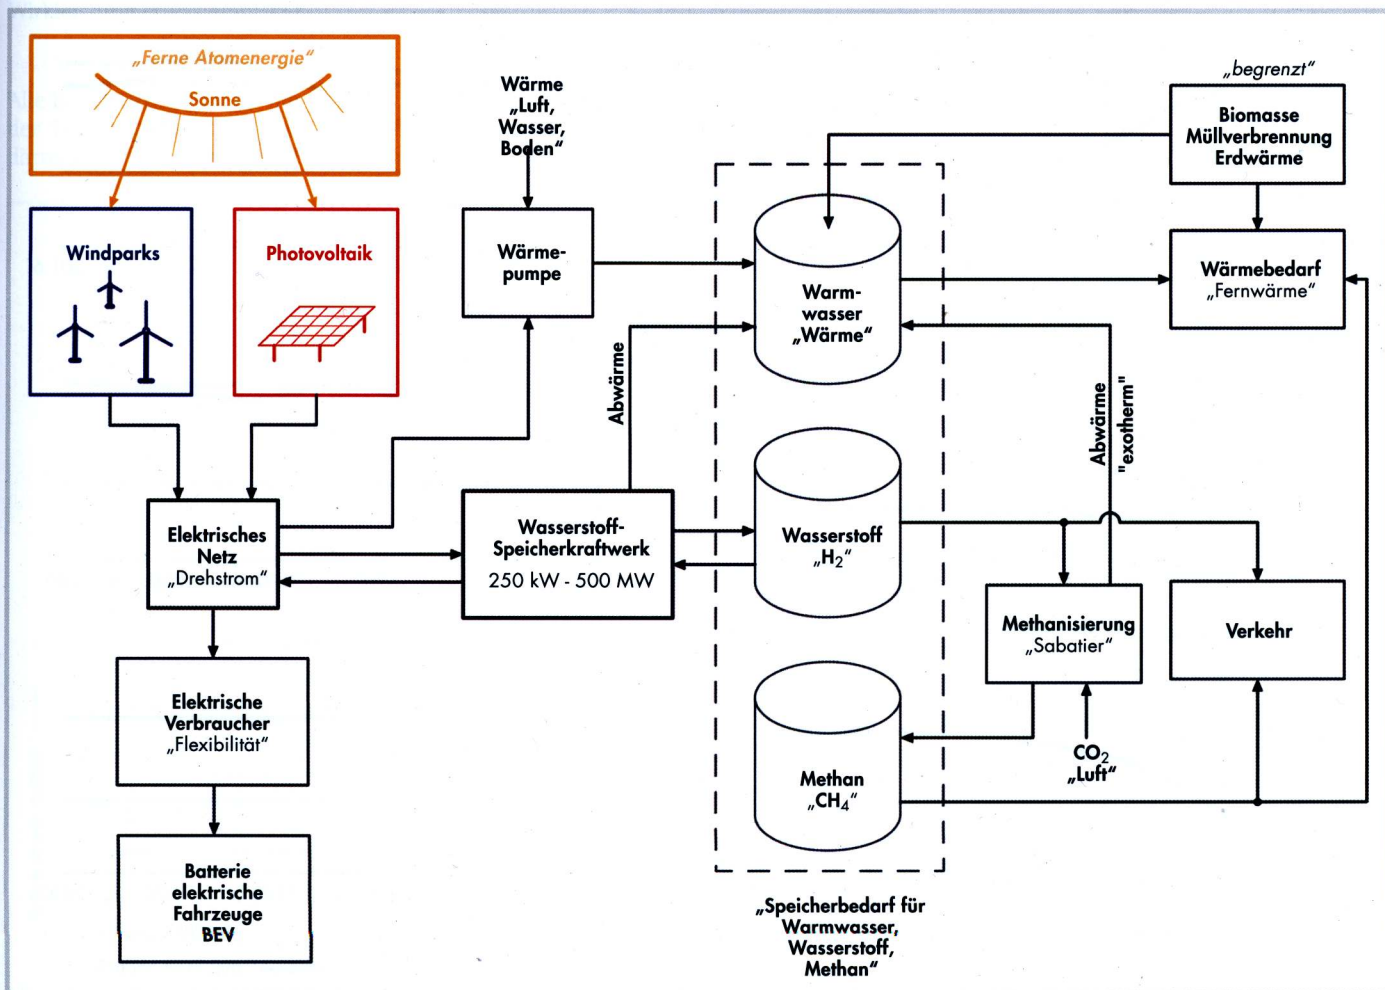 „Ferne Atomenergie“
Sonne
Windparks
Photovoltaik
Wärme
„Luft,
Wasser,
Boden“
Wärme-
pumpe
„begrenzt“
Biomasse
Müllverbrennung
Erdwärme
Wärmebedarf
„Fernwärme“
Warm-
wasser
„Wärme“
Abwärme
Abwärme
"exotherm"
Elektrisches
Netz
„Drehstrom“
Wasserstoff-
Speicherkraftwerk
250 kW - 500 MW
Wasserstoff
„H₂“
Methanisierung
„Sabatier“
Verkehr
CO₂
„Luft“
Elektrische
Verbraucher
„Flexibilität“
Methan
„CH₄“
Batterie
elektrische
Fahrzeuge
BEV
„Speicherbedarf für
Warmwasser,
Wasserstoff,
Methan“